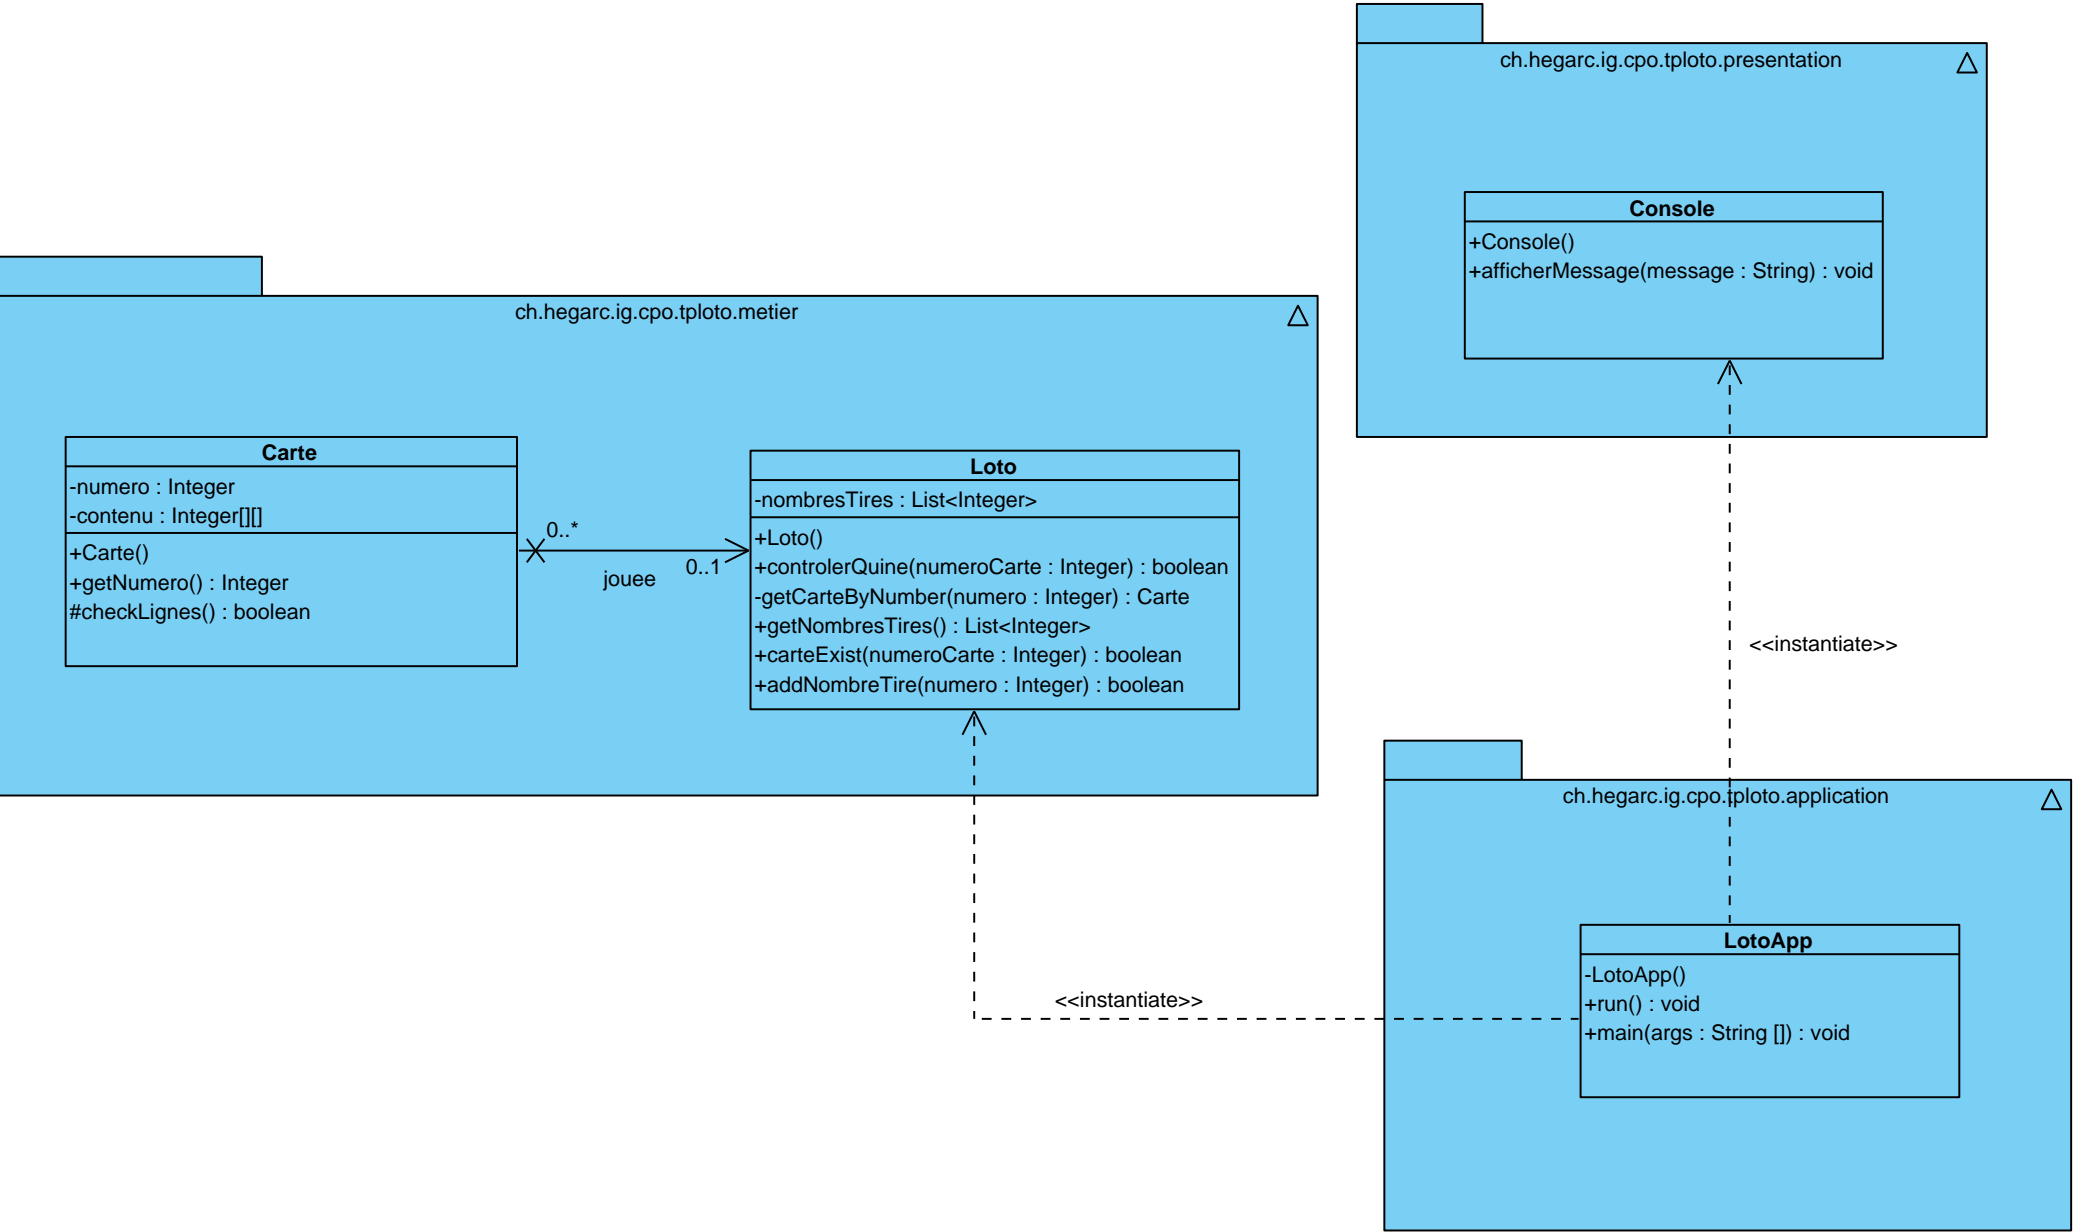 ch.hegarc.ig.cpo.tploto.presentation
Console
+Console()
+afficherMessage(message : String) : void
ch.hegarc.ig.cpo.tploto.metier
Carte
-numero : Integer
-contenu : Integer[][]
+Carte()
+getNumero() : Integer
#checkLignes() : boolean
0..*
jouee
0..1
Loto
-nombresTires : List<Integer>
+Loto()
+controlerQuine(numeroCarte : Integer) : boolean
-getCarteByNumber(numero : Integer) : Carte
+getNombresTires() : List<Integer>
+carteExist(numeroCarte : Integer) : boolean
+addNombreTire(numero : Integer) : boolean
<<instantiate>>
ch.hegarc.ig.cpo.tploto.application
LotoApp
-LotoApp()
+run() : void
+main(args : String []) : void
<<instantiate>>